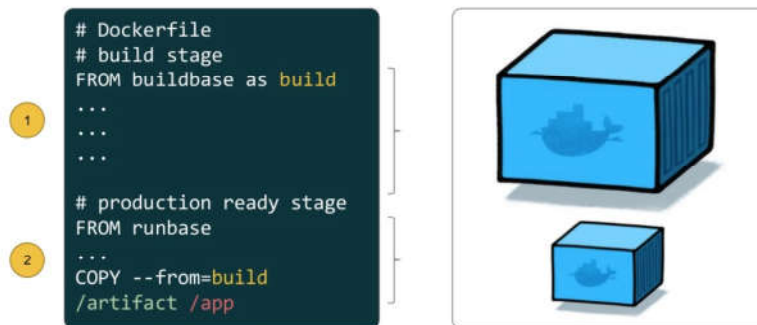 # Dockerfile
# build stage
FROM buildbase as build
...
...
...
# production ready stage
FROM runbase
...
COPY --from=build
/artifact /app
1
2